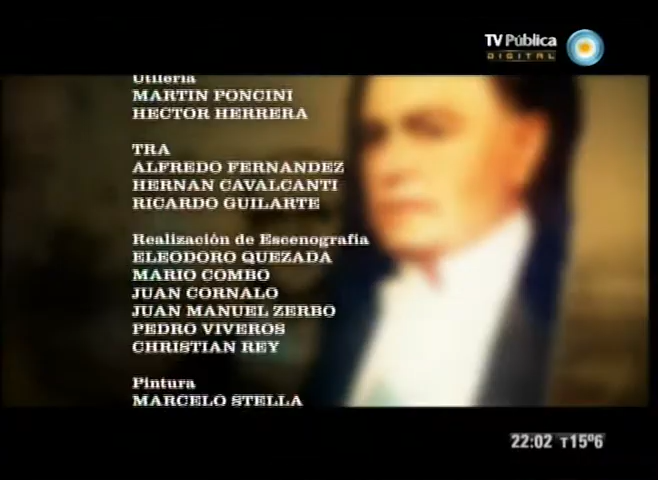 TV Pública
DIGITAL
Utilería
MARTIN PONCINI
HECTOR HERRERA
TRA
ALFREDO FERNANDEZ
HERNAN CAVALCANTI
RICARDO GUILARTE
Realización de Escenografía
ELEODORO QUEZADA
MARIO COMBO
JUAN CORNALO
JUAN MANUEL ZERBO
PEDRO VIVEROS
CHRISTIAN REY
Pintura
MARCELO STELLA
22:02 T15º6